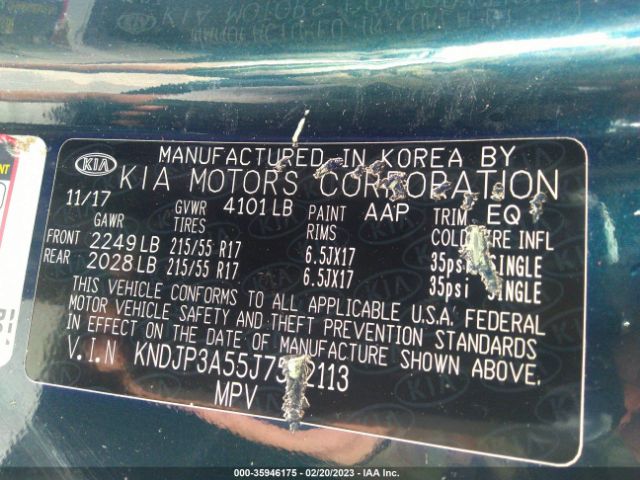 KIA
MANUFACTURED IN KOREA BY
KIA MOTORS CORPORATION
11/17 GVWR 4101 LB PAINT AAP TRIM EQ
GAWR TIRES RIMS COLD TIRE INFL
FRONT 2249 LB 215/55 R17 6.5JX17 35psi SINGLE
REAR 2028 LB 215/55 R17 6.5JX17 35psi SINGLE
THIS VEHICLE CONFORMS TO ALL APPLICABLE U.S.A. FEDERAL
MOTOR VEHICLE SAFETY AND THEFT PREVENTION STANDARDS
IN EFFECT ON THE DATE OF MANUFACTURE SHOWN ABOVE.
V.I.N
MPV
000-35946175 - 02/20/2023 - IAA Inc.